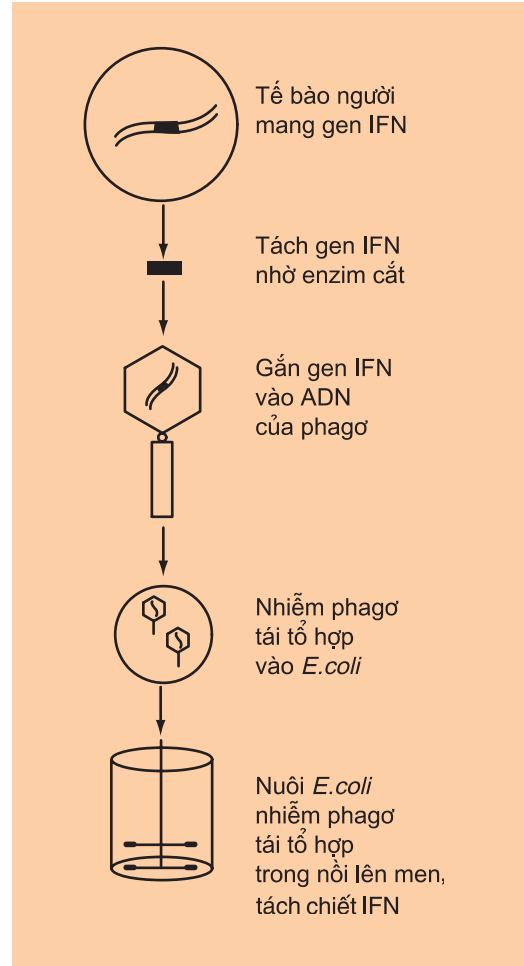 Tế bào người
mang gen IFN
Tách gen IFN
nhờ enzim cắt
Gắn gen IFN
vào ADN
của phagơ
Nhiễm phagơ
tái tổ hợp
vào E.coli
Nuôi E.coli
nhiễm phagơ
tái tổ hợp
trong nồi lên men,
tách chiết IFN